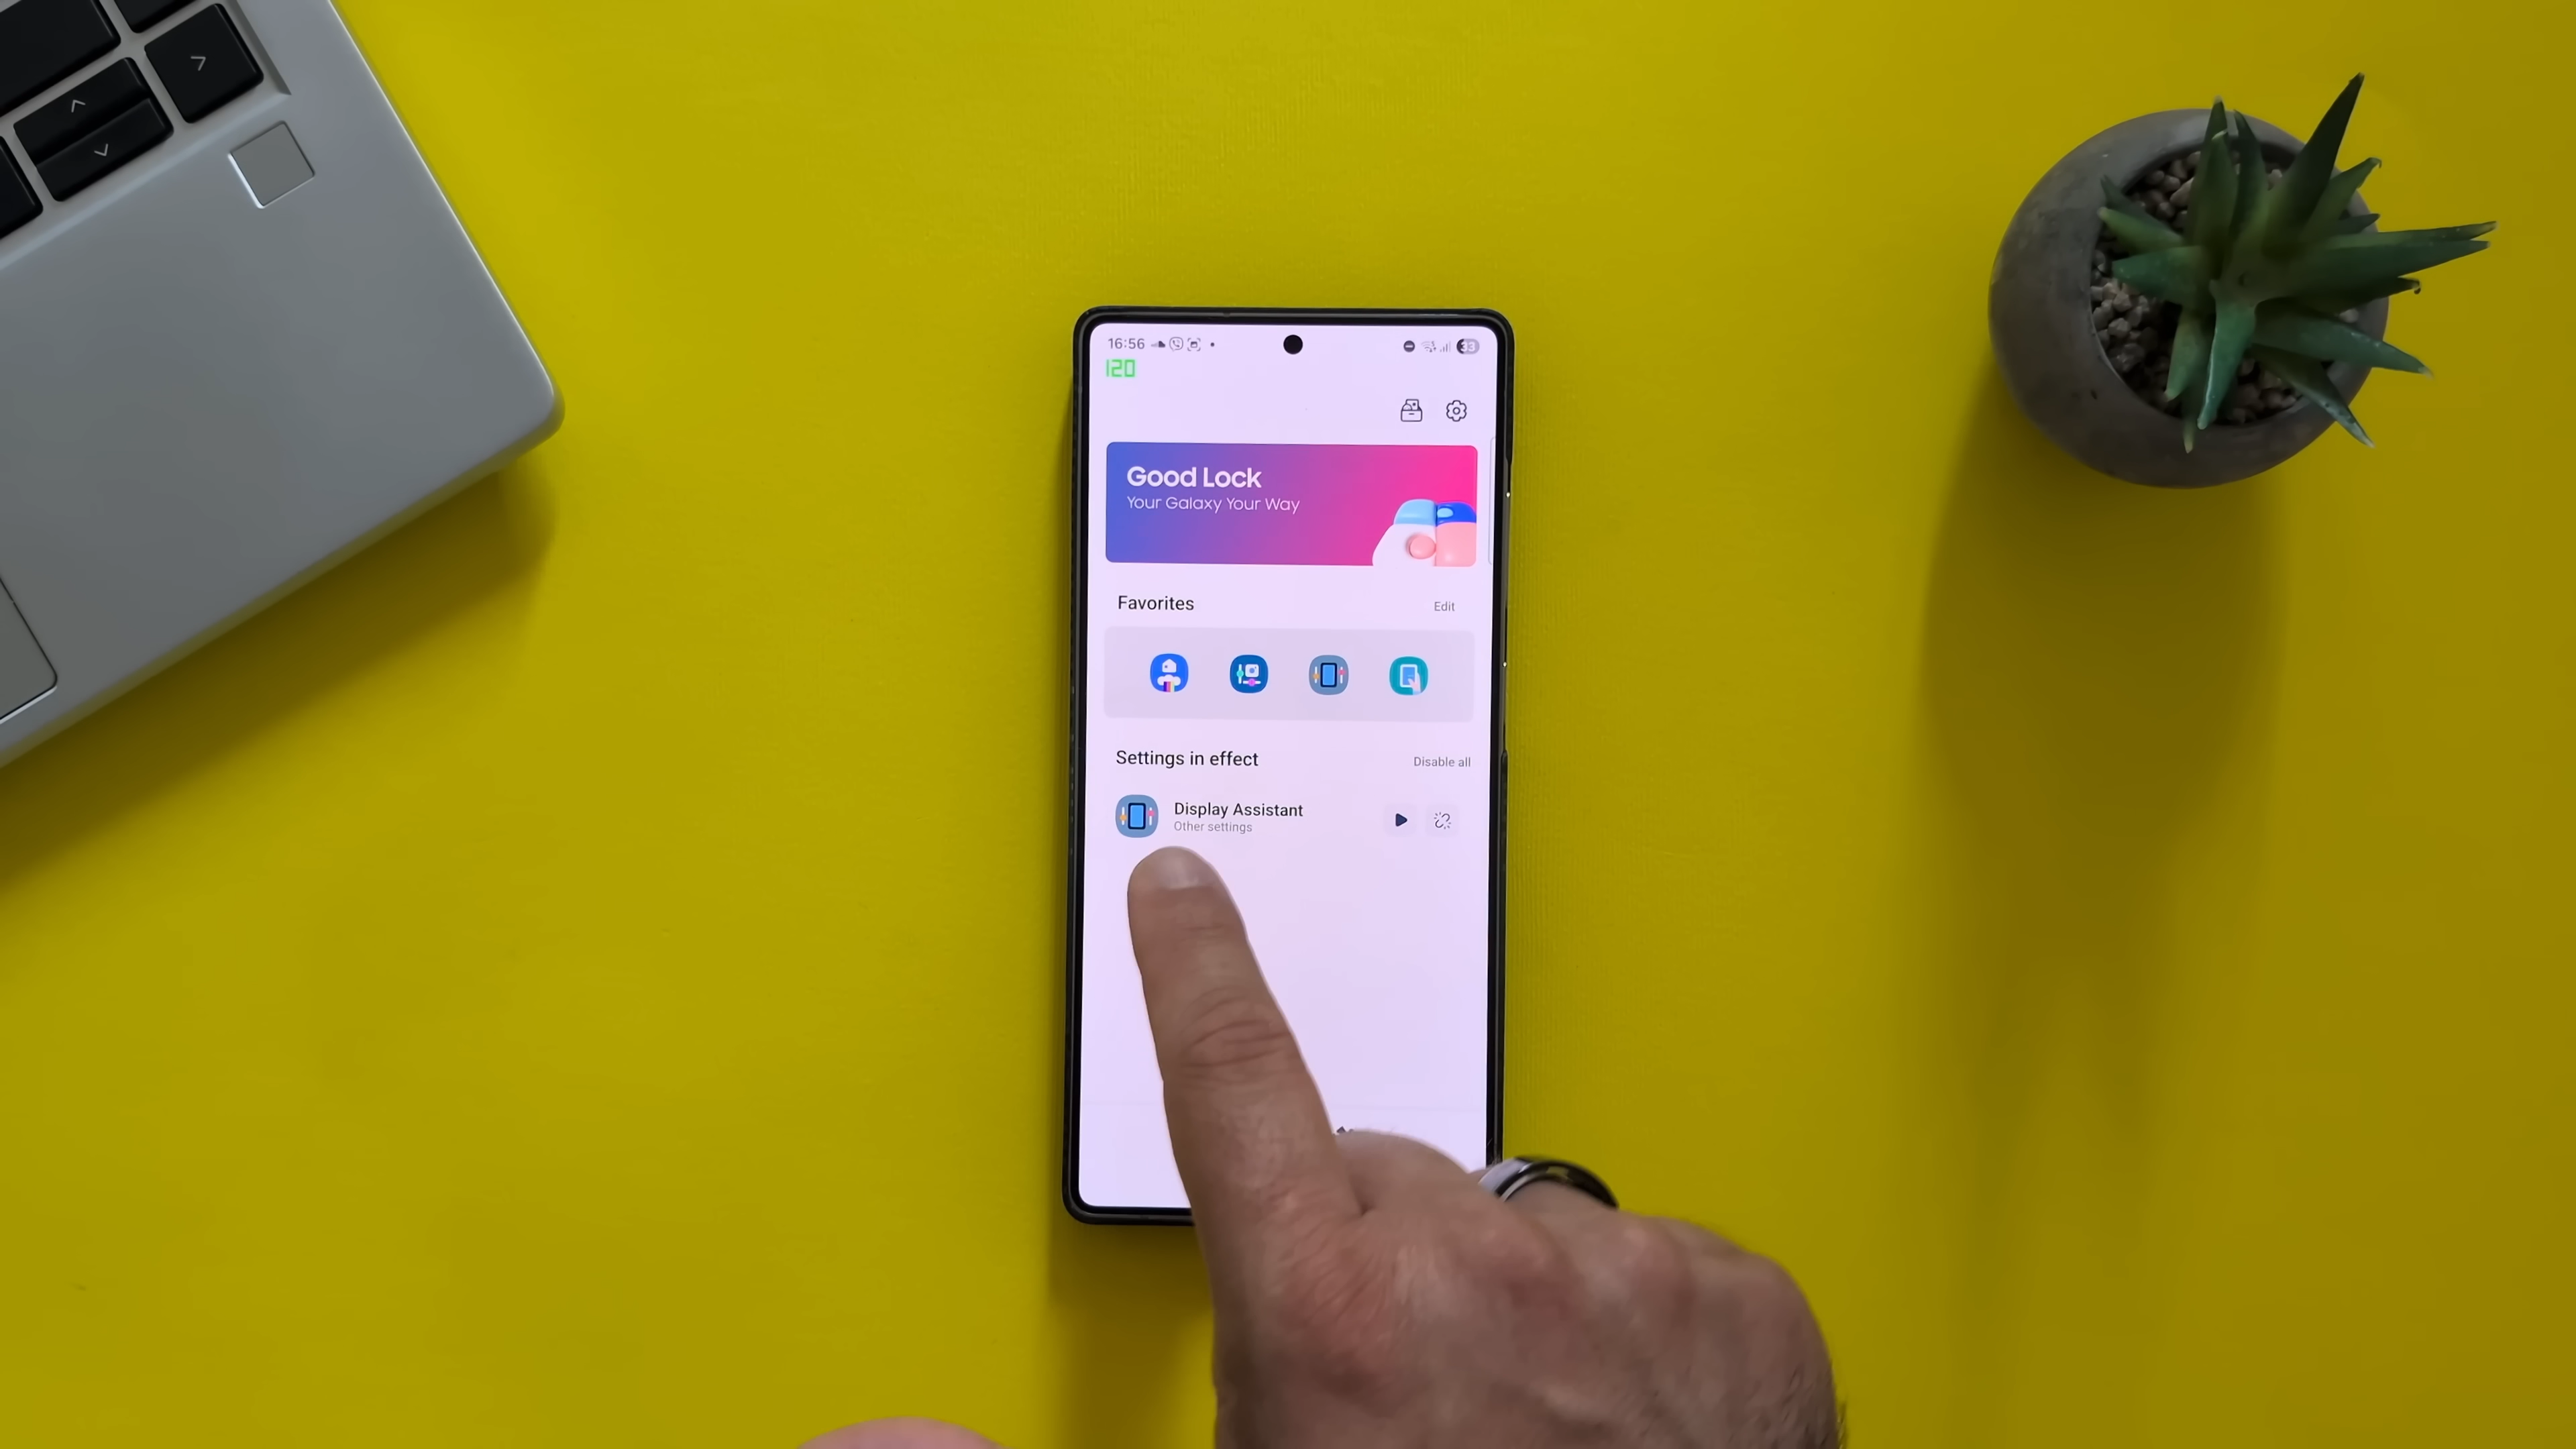 16:56
33
120
Good Lock
Your Galaxy Your Way
Favorites
Edit
Settings in effect
Disable all
Display Assistant
Other settings